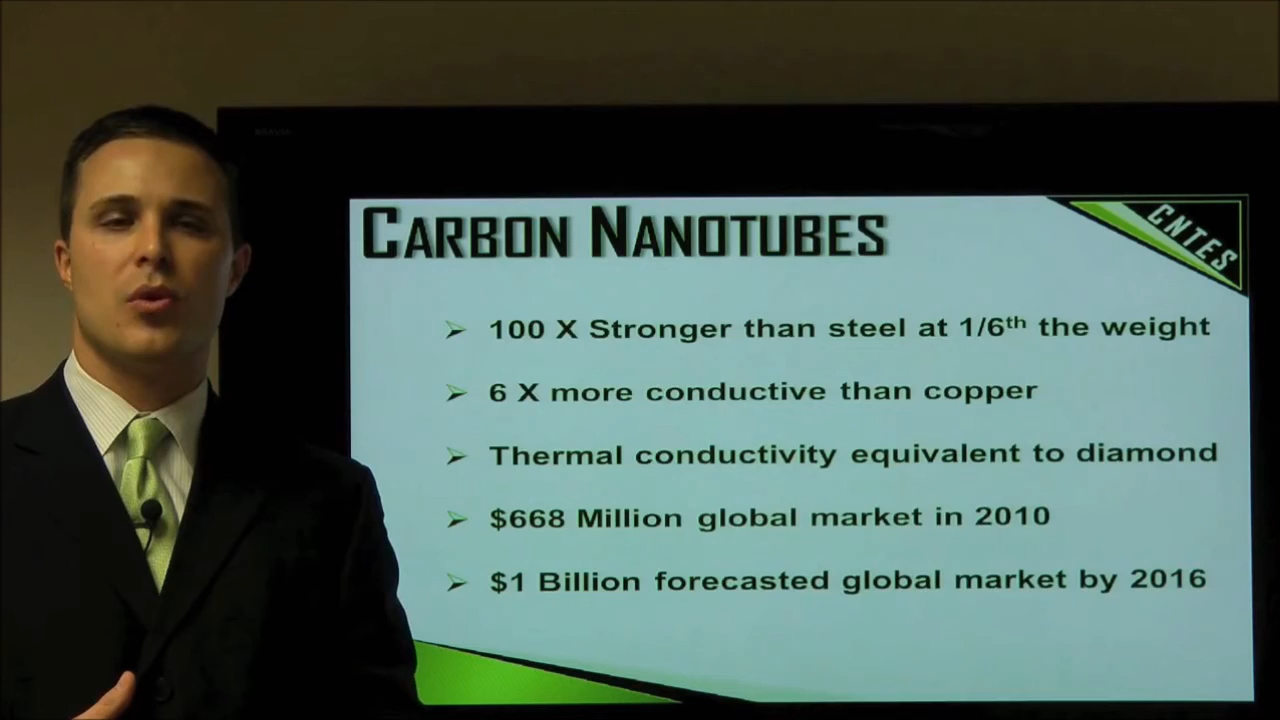 CARBON NANOTUBES
CNTES
➢ 100 X Stronger than steel at 1/6th the weight
➢ 6 X more conductive than copper
➢ Thermal conductivity equivalent to diamond
➢ $668 Million global market in 2010
➢ $1 Billion forecasted global market by 2016